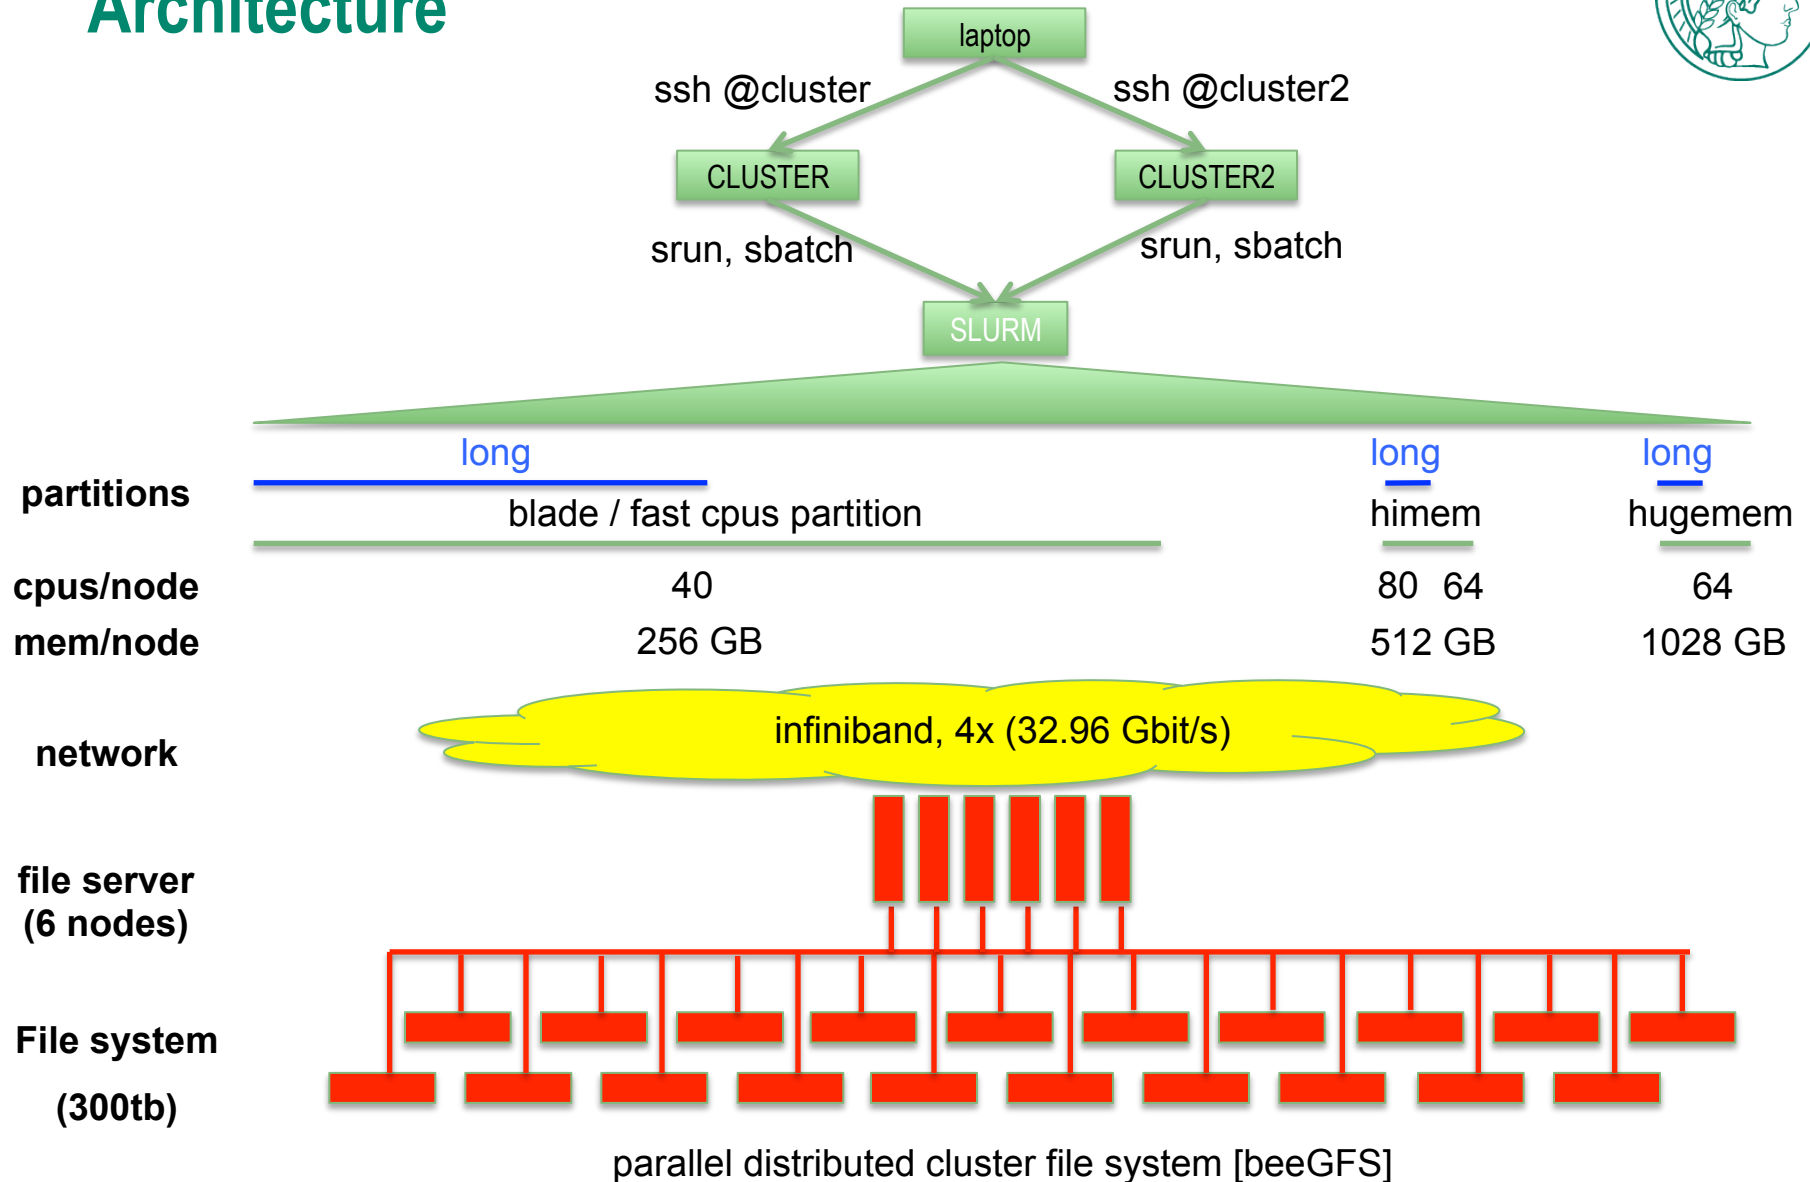 Architecture
laptop
ssh @cluster ssh @cluster2
CLUSTER CLUSTER2
srun, sbatch srun, sbatch
SLURM
long long long
partitions
blade / fast cpus partition himem hugemem
cpus/node 40 80 64 64
mem/node 256 GB 512 GB 1028 GB
infiniband, 4x (32.96 Gbit/s)
network
file server
(6 nodes)
File system
(300tb)
parallel distributed cluster file system [beeGFS]